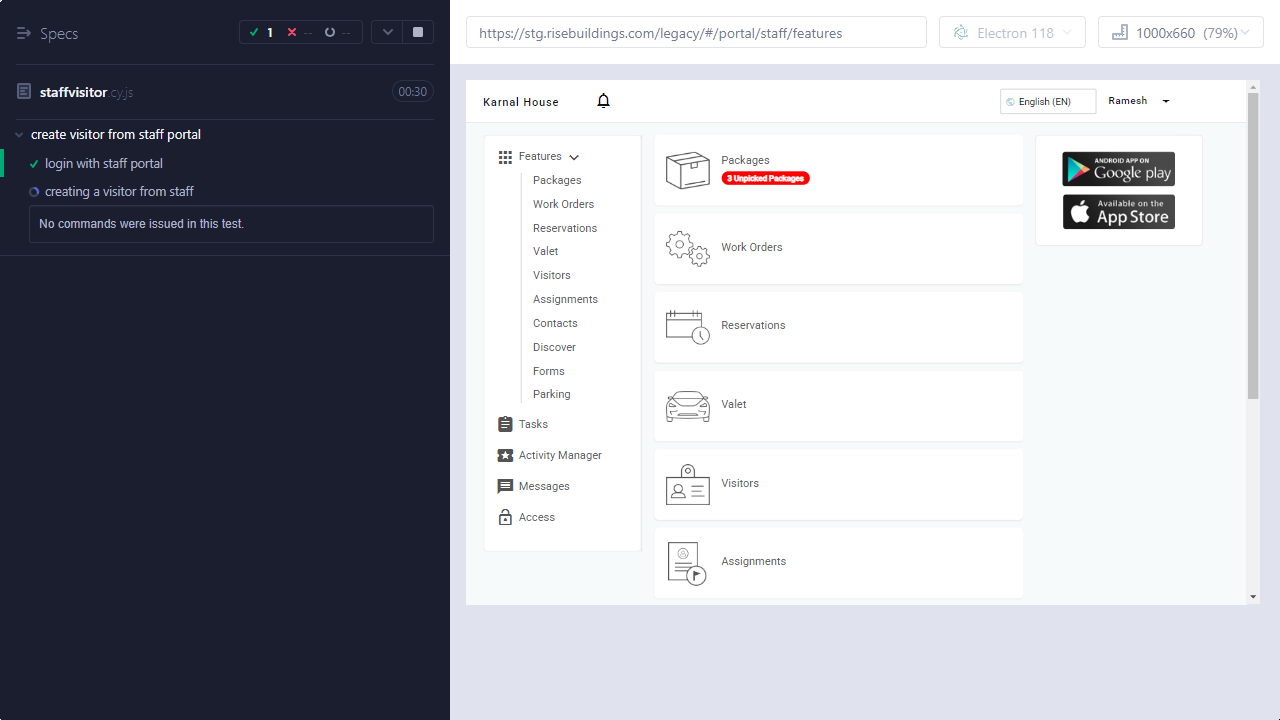 Specs
1
--
--
staffvisitor.cy.js
00:30
create visitor from staff portal
login with staff portal
creating a visitor from staff
No commands were issued in this test.
https://stg.risebuildings.com/legacy/#/portal/staff/features
Electron 118
1000x660 (79%)
Karnal House
English (EN)
Ramesh
Features
Packages
Work Orders
Reservations
Valet
Visitors
Assignments
Contacts
Discover
Forms
Parking
Tasks
Activity Manager
Messages
Access
Packages
3 Unpicked Packages
Work Orders
Reservations
Valet
Visitors
Assignments
ANDROID APP ON
Google play
Available on the
App Store